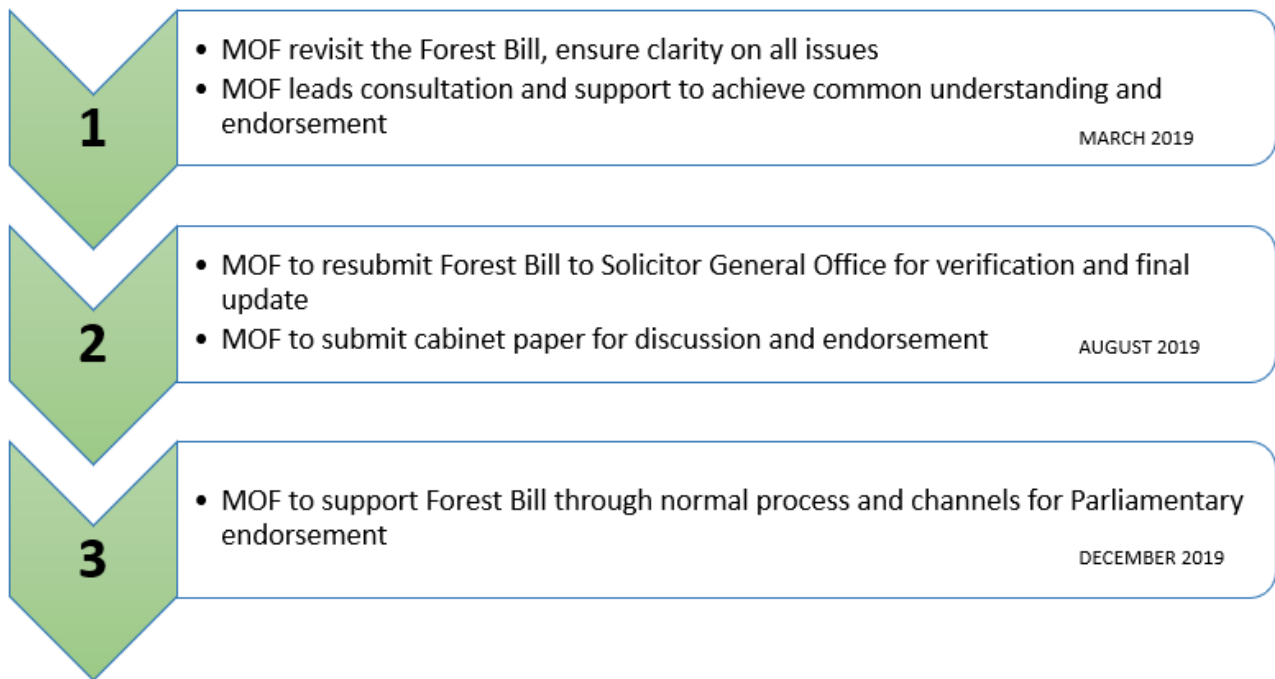 1
• MOF revisit the Forest Bill, ensure clarity on all issues
• MOF leads consultation and support to achieve common understanding and
endorsement
MARCH 2019
2
• MOF to resubmit Forest Bill to Solicitor General Office for verification and final
update
• MOF to submit cabinet paper for discussion and endorsement
AUGUST 2019
3
• MOF to support Forest Bill through normal process and channels for Parliamentary
endorsement
DECEMBER 2019